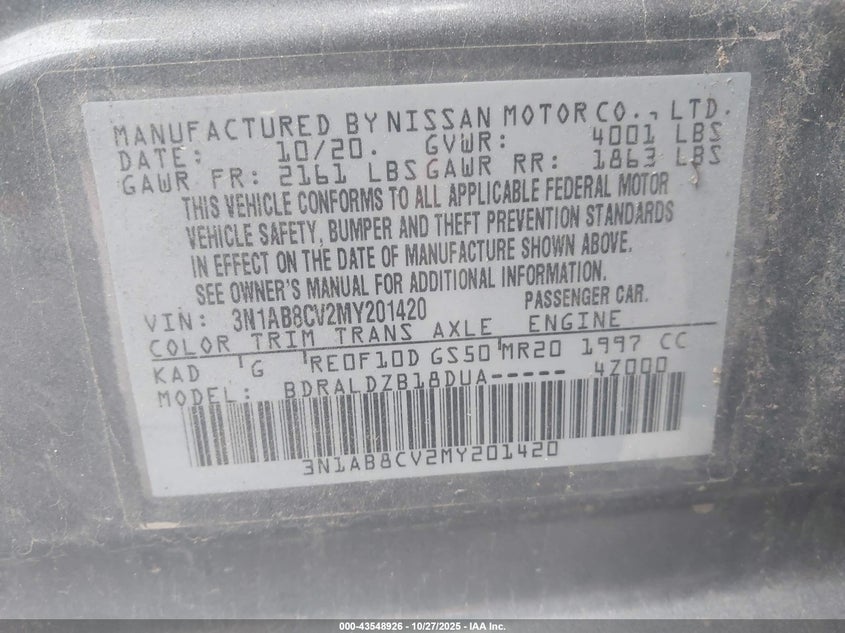 MANUFACTURED BY NISSAN MOTOR CO., LTD.
DATE: 10/20. GVWR: 4001 LBS
GAWR FR: 2161 LBS GAWR RR: 1863 LBS
THIS VEHICLE CONFORMS TO ALL APPLICABLE FEDERAL MOTOR
VEHICLE SAFETY, BUMPER AND THEFT PREVENTION STANDARDS
IN EFFECT ON THE DATE OF MANUFACTURE SHOWN ABOVE.
SEE OWNER'S MANUAL FOR ADDITIONAL INFORMATION.
VIN: 3N1AB8CV2MY201420 PASSENGER CAR.
COLOR TRIM TRANS AXLE ENGINE
KAD G RE0F10D GS50 MR20 1997 CC
MODEL: BDRALDZB18DUA----- 4Z000
3N1AB8CV2MY201420
000-43548926 - 10/27/2025 - IAA Inc.